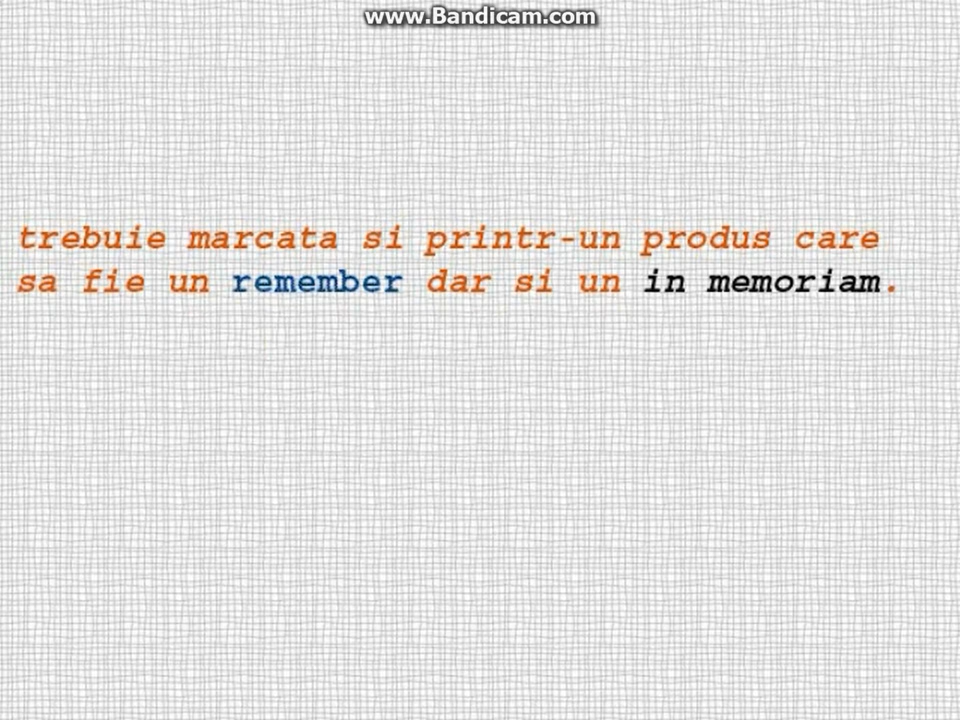 www.Bandicam.com
trebuie marcata si printr-un produs care
sa fie un remember dar si un in memoriam.